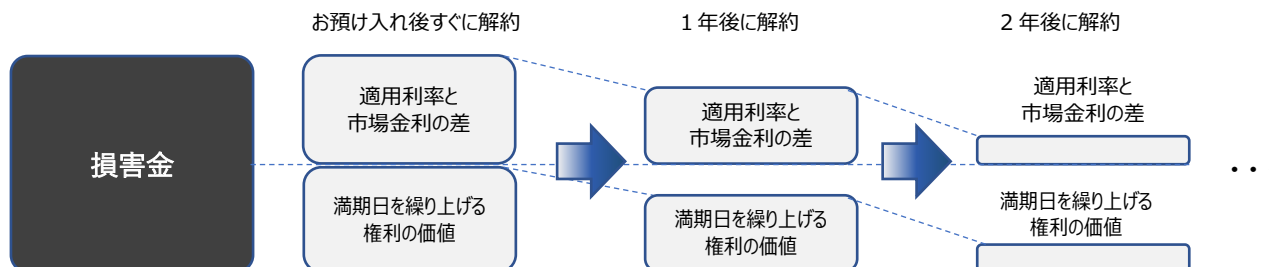 お預け入れ後すぐに解約
1年後に解約
2年後に解約
損害金
適用利率と
市場金利の差
満期日を繰り上げる
権利の価値
適用利率と
市場金利の差
満期日を繰り上げる
権利の価値
適用利率と
市場金利の差
満期日を繰り上げる
権利の価値
・・